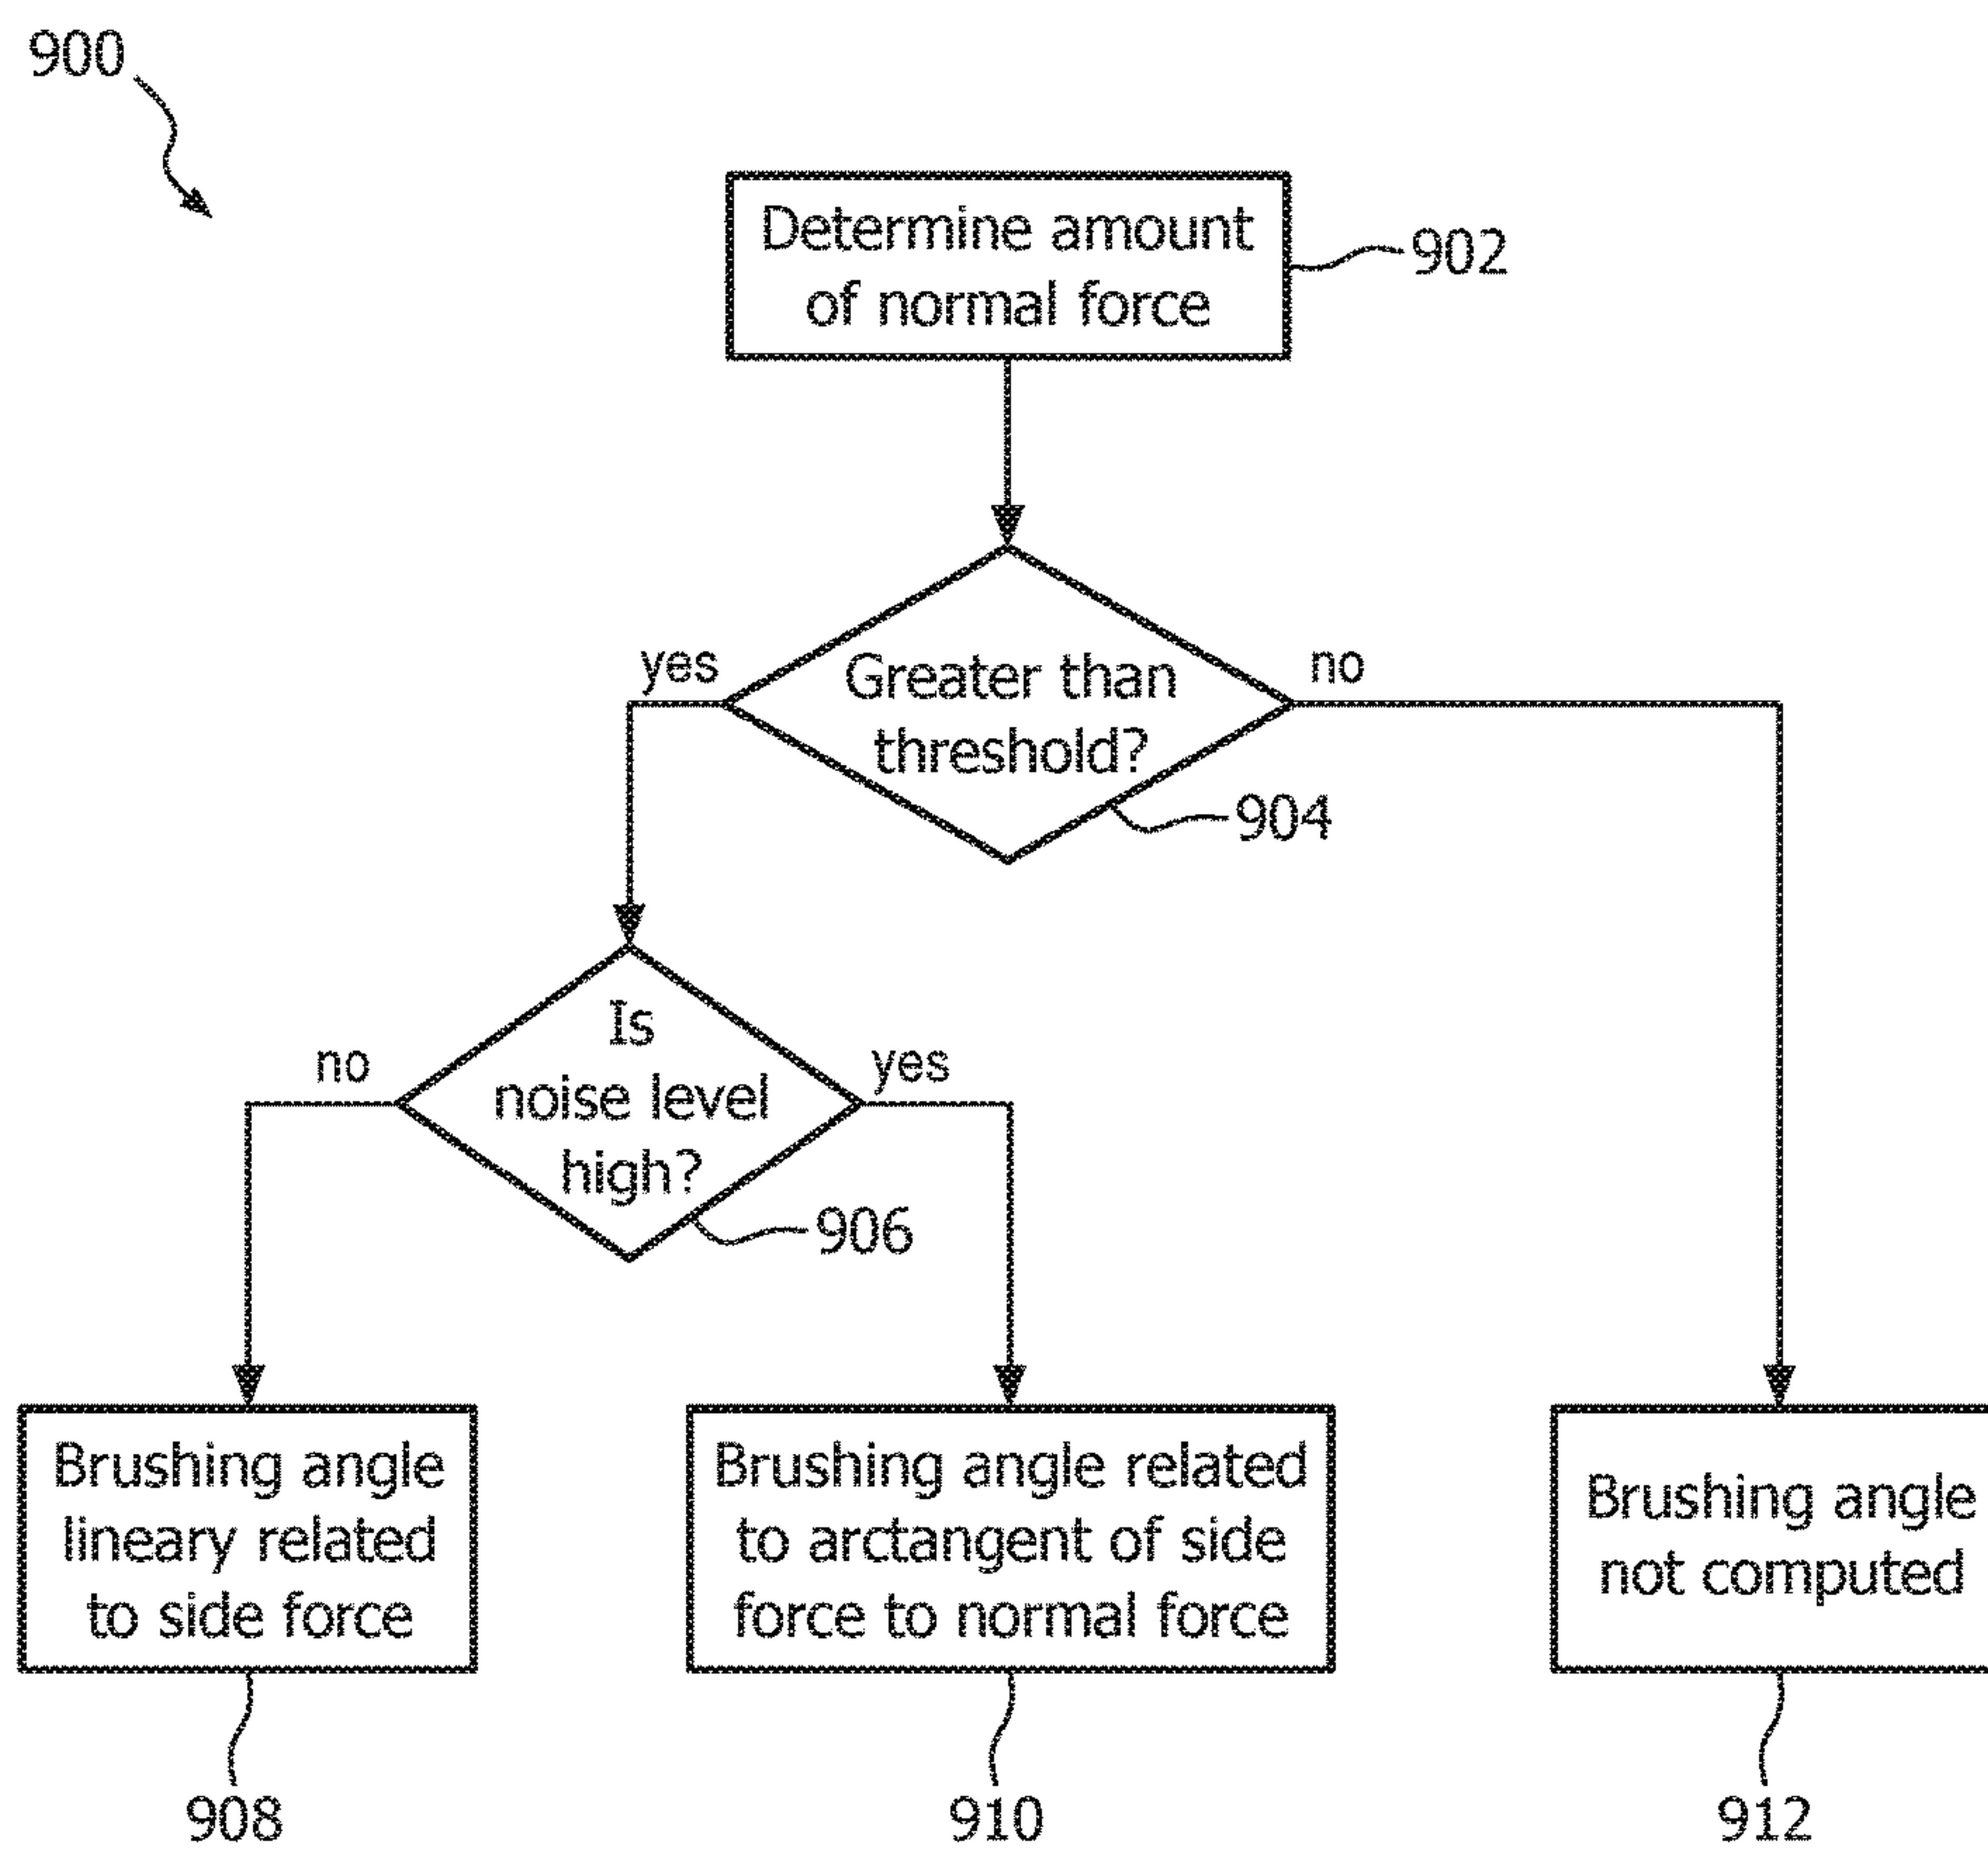 900
Determine amount
of normal force
902
yes
Greater than
threshold?
no
904
no
Is
noise level
high?
yes
906
Brushing angle
lineary related
to side force
Brushing angle related
to arctangent of side
force to normal force
Brushing angle
not computed
908
910
912